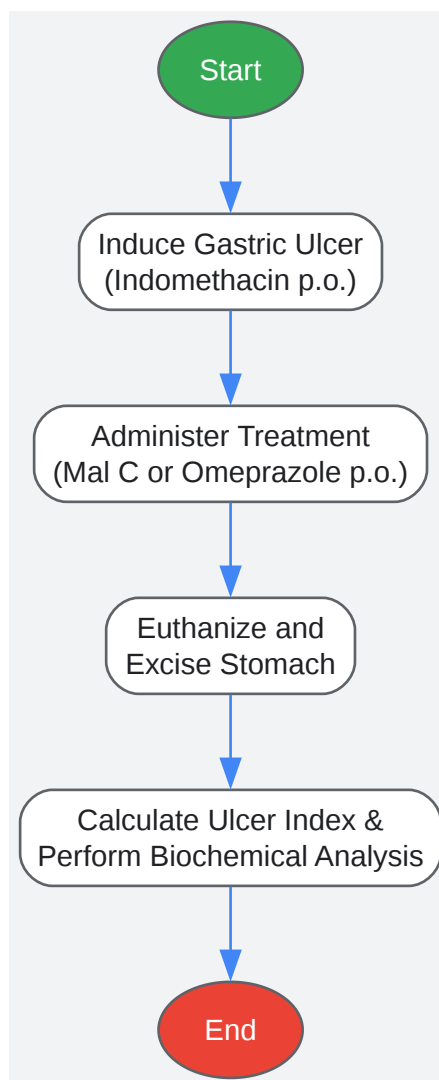 Start
Induce Gastric Ulcer
(Indomethacin p.o.)
Administer Treatment
(Mal C or Omeprazole p.o.)
Euthanize and
Excise Stomach
Calculate Ulcer Index &
Perform Biochemical Analysis
End